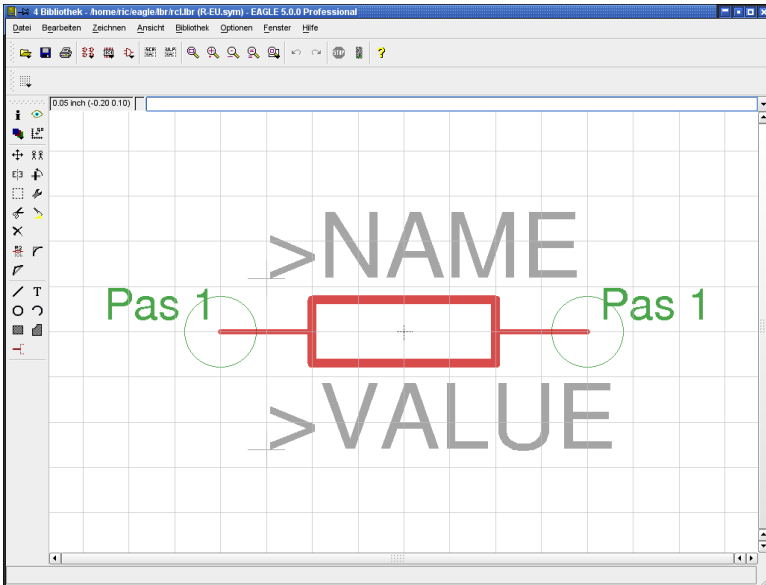 4 Bibliothek - /home/ric/eagle/lbr/rcl.lbr (R-EU.sym) - EAGLE 5.0.0 Professional
Datei Bearbeiten Zeichnen Ansicht Bibliothek Optionen Fenster Hilfe
0.05 inch (-0.20 0.10)
>NAME
Pas 1 Pas 1
>VALUE